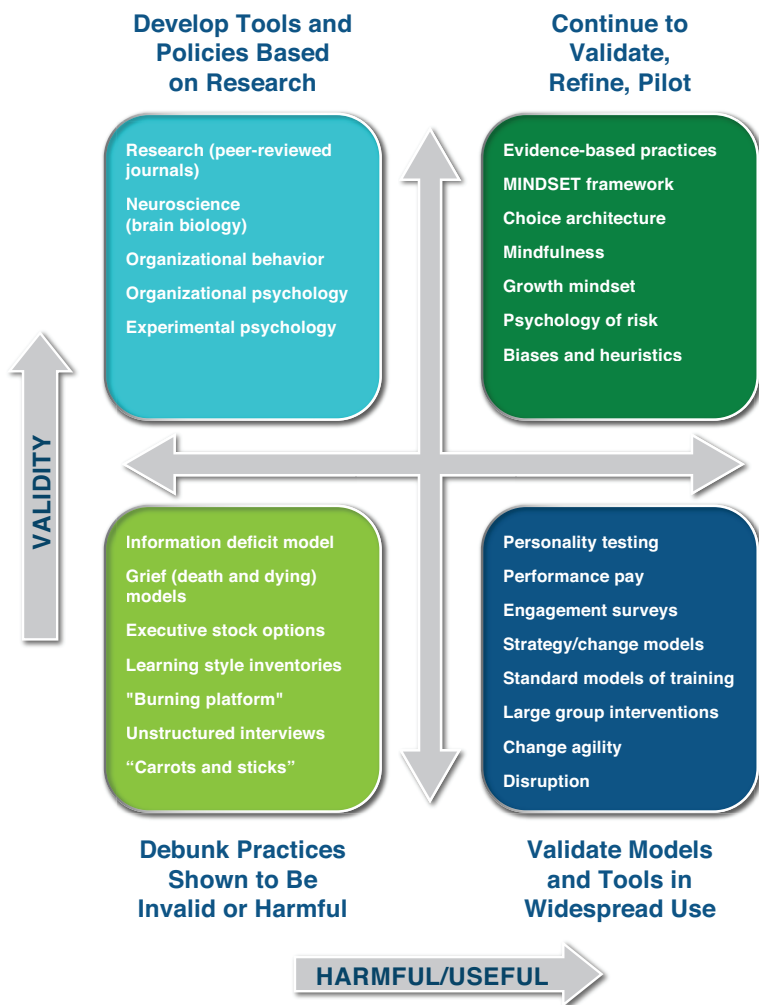 Develop Tools and
Policies Based
on Research
Continue to
Validate,
Refine, Pilot
Research (peer-reviewed
journals)
Neuroscience
(brain biology)
Organizational behavior
Organizational psychology
Experimental psychology
Evidence-based practices
MINDSET framework
Choice architecture
Mindfulness
Growth mindset
Psychology of risk
Biases and heuristics
VALIDITY
Information deficit model
Grief (death and dying)
models
Executive stock options
Learning style inventories
"Burning platform"
Unstructured interviews
“Carrots and sticks”
Personality testing
Performance pay
Engagement surveys
Strategy/change models
Standard models of training
Large group interventions
Change agility
Disruption
Debunk Practices
Shown to Be
Invalid or Harmful
Validate Models
and Tools in
Widespread Use
HARMFUL/USEFUL